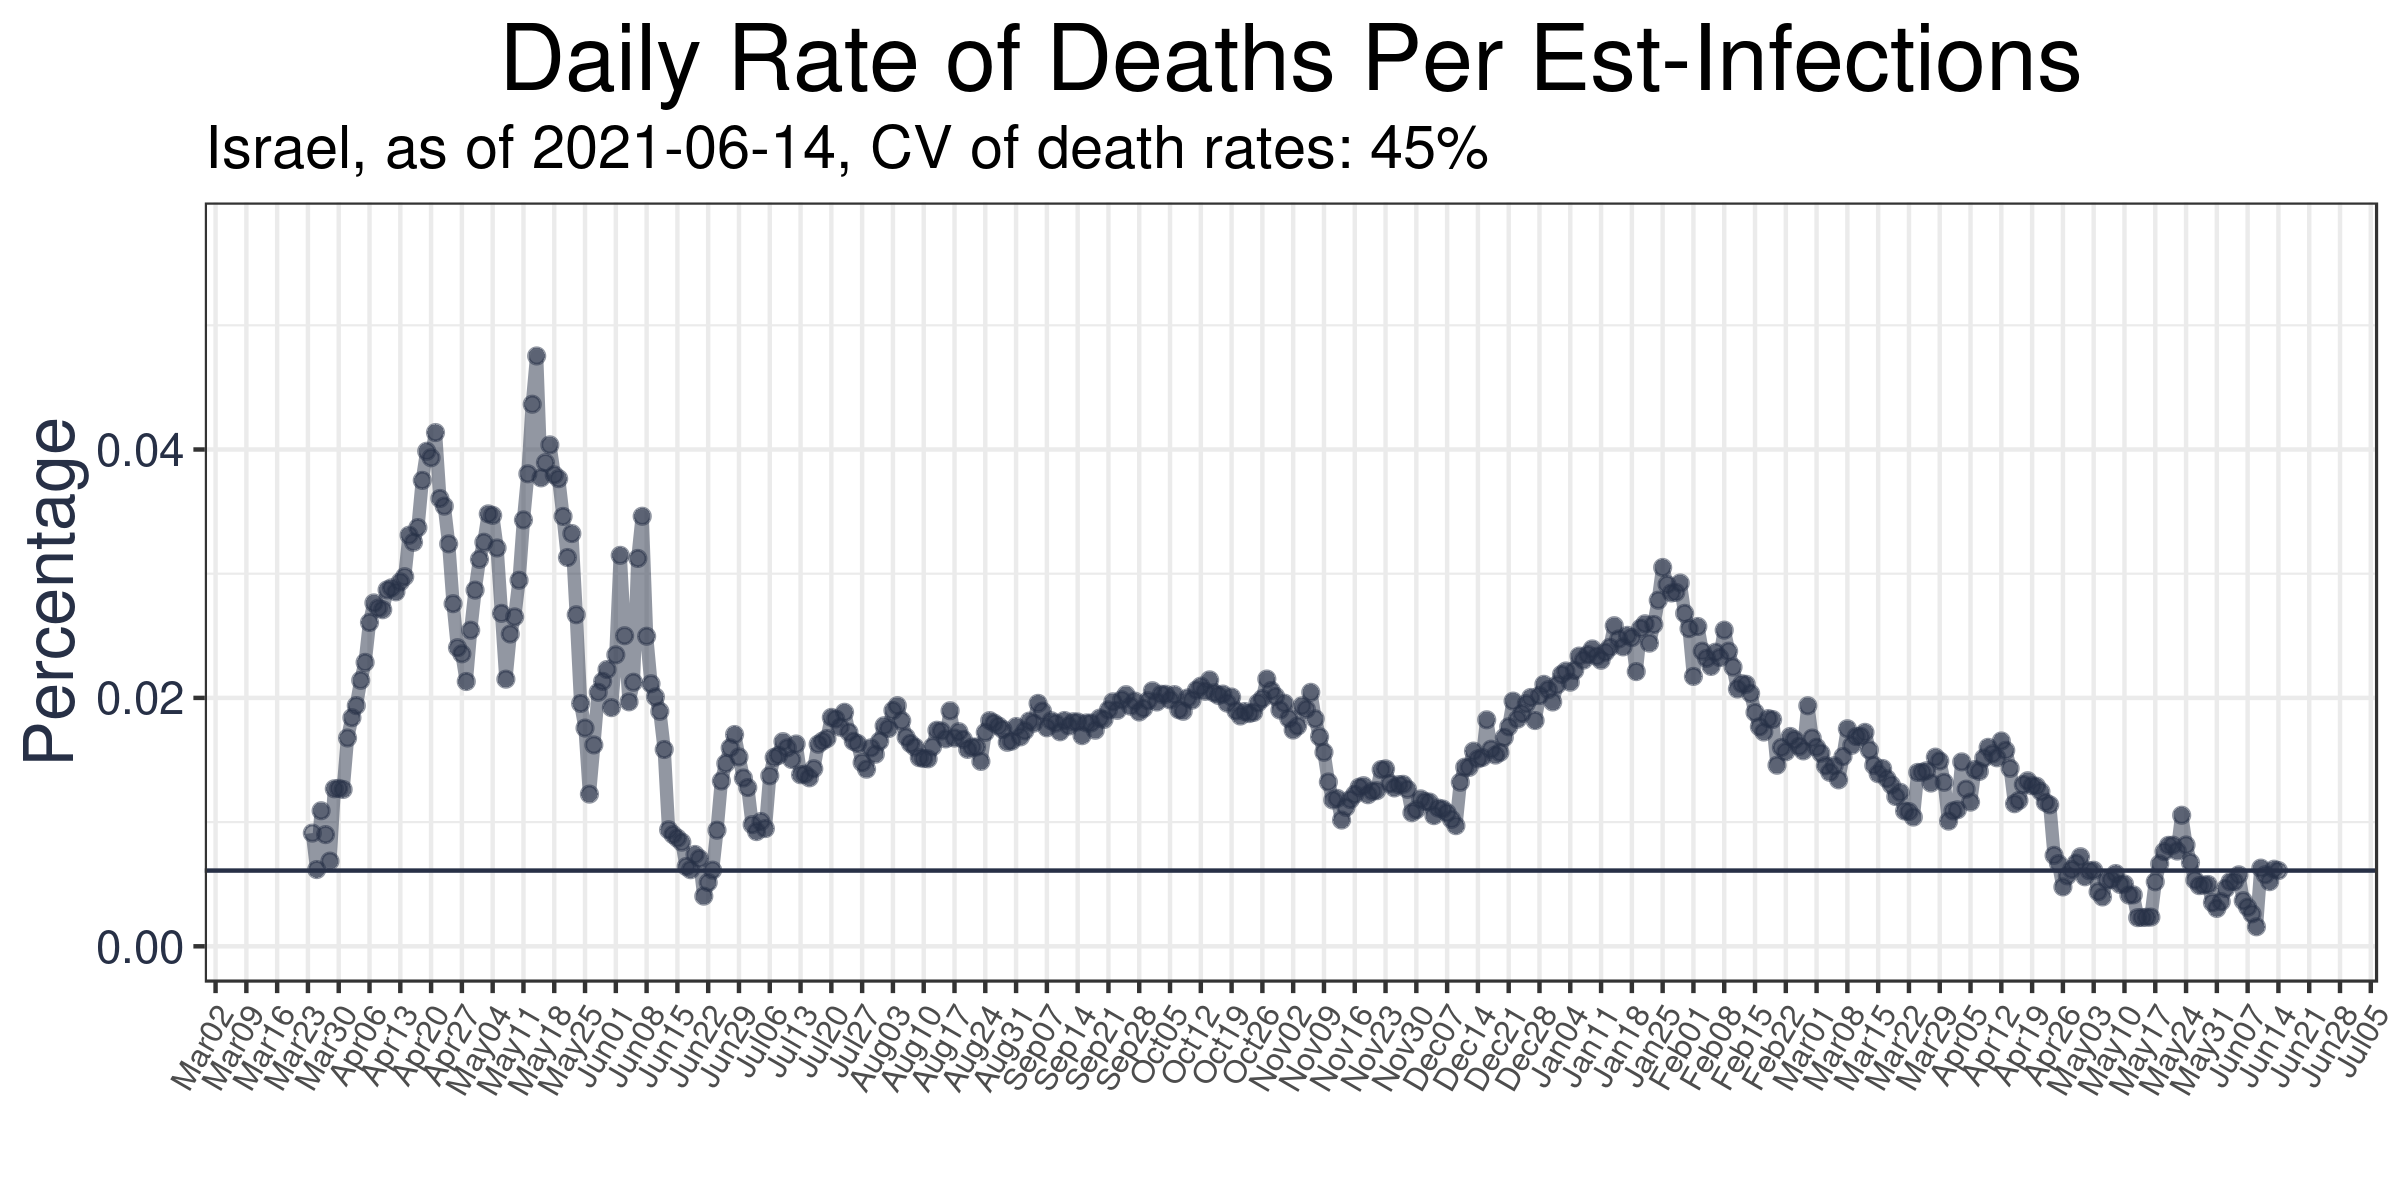 Daily Rate of Deaths Per Est-Infections
Israel, as of 2021-06-14, CV of death rates: 45%
Percentage
0.04
0.02
0.00
Mar02
Mar09
Mar16
Mar23
Mar30
Apr06
Apr13
Apr20
Apr27
May04
May11
May18
May25
Jun01
Jun08
Jun15
Jun22
Jun29
Jul06
Jul13
Jul20
Jul27
Aug03
Aug10
Aug17
Aug24
Aug31
Sep07
Sep14
Sep21
Sep28
Oct05
Oct12
Oct19
Oct26
Nov02
Nov09
Nov16
Nov23
Nov30
Dec07
Dec14
Dec21
Dec28
Jan04
Jan11
Jan18
Jan25
Feb01
Feb08
Feb15
Feb22
Mar01
Mar08
Mar15
Mar22
Mar29
Apr05
Apr12
Apr19
Apr26
May03
May10
May17
May24
May31
Jun07
Jun14
Jun21
Jun28
Jul05